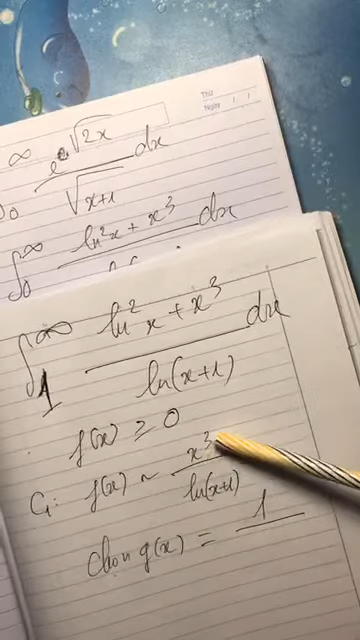 Thứ
Ngày
∫₀^∞ e^√(2x) / √(x+1) dx
∫₀^∞ (ln²x + x³) / dx
∫₁^∞ (ln²x + x³) / ln(x+1) dx
f(x) ≥ 0
C₁: f(x) ~ x³ / ln(x+1)
Chọn g(x) = 1 /